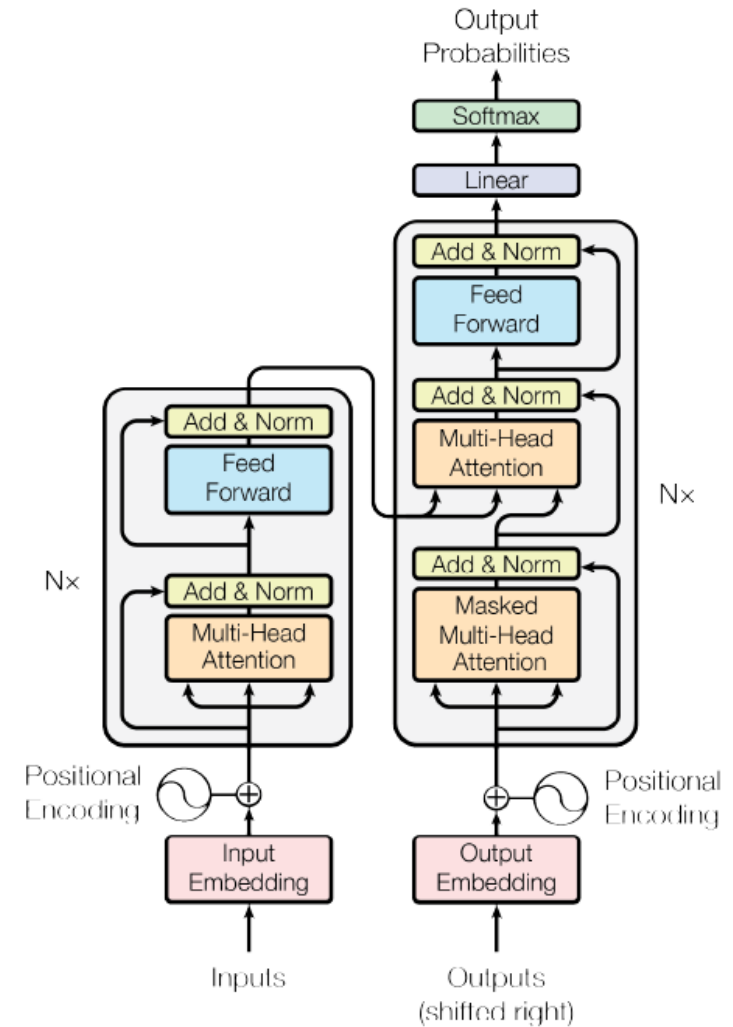 Output
Probabilities
Softmax
Linear
Add & Norm
Feed
Forward
Add & Norm
Multi-Head
Attention
Nx
Add & Norm
Masked
Multi-Head
Attention
Add & Norm
Feed
Forward
Nx
Add & Norm
Multi-Head
Attention
Positional
Encoding
Positional
Encoding
Input
Embedding
Output
Embedding
Inputs
Outputs
(shifted right)